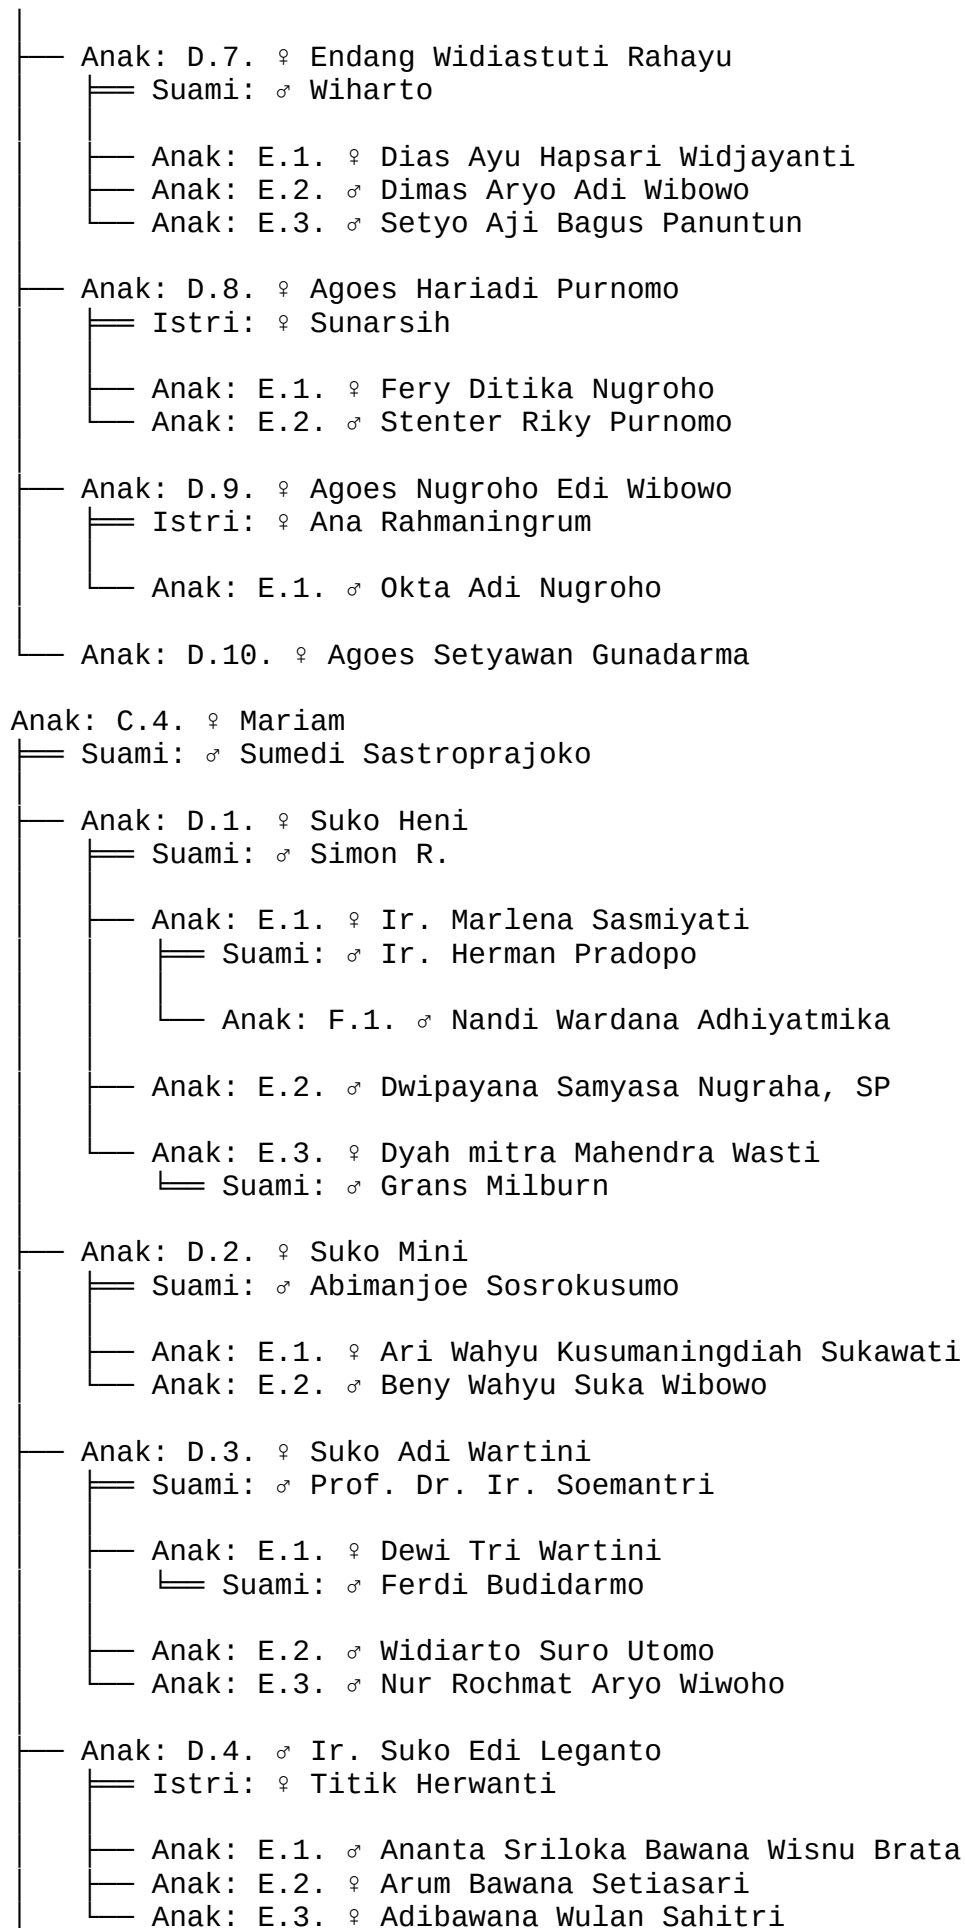 Anak: D.7. ♀ Endang Widiastuti Rahayu
Suami: ♂ Wiharto
Anak: E.1. ♀ Dias Ayu Hapsari Widjayanti
Anak: E.2. ♂ Dimas Aryo Adi Wibowo
Anak: E.3. ♂ Setyo Aji Bagus Panuntun
Anak: D.8. ♀ Agoes Hariadi Purnomo
Istri: ♀ Sunarsih
Anak: E.1. ♀ Fery Ditika Nugroho
Anak: E.2. ♂ Stenter Riky Purnomo
Anak: D.9. ♀ Agoes Nugroho Edi Wibowo
Istri: ♀ Ana Rahmaningrum
Anak: E.1. ♂ Okta Adi Nugroho
Anak: D.10. ♀ Agoes Setyawan Gunadarma
Anak: C.4. ♀ Mariam
Suami: ♂ Sumedi Sastroprajoko
Anak: D.1. ♀ Suko Heni
Suami: ♂ Simon R.
Anak: E.1. ♀ Ir. Marlena Sasmiyati
Suami: ♂ Ir. Herman Pradopo
Anak: F.1. ♂ Nandi Wardana Adhiyatmika
Anak: E.2. ♂ Dwipayana Samyasa Nugraha, SP
Anak: E.3. ♀ Dyah mitra Mahendra Wasti
Suami: ♂ Grans Milburn
Anak: D.2. ♀ Suko Mini
Suami: ♂ Abimanjoe Sosrokusumo
Anak: E.1. ♀ Ari Wahyu Kusumaningdiah Sukawati
Anak: E.2. ♂ Beny Wahyu Suka Wibowo
Anak: D.3. ♀ Suko Adi Wartini
Suami: ♂ Prof. Dr. Ir. Soemantri
Anak: E.1. ♀ Dewi Tri Wartini
Suami: ♂ Ferdi Budidarmo
Anak: E.2. ♂ Widiarto Suro Utomo
Anak: E.3. ♂ Nur Rochmat Aryo Wiwoho
Anak: D.4. ♂ Ir. Suko Edi Leganto
Istri: ♀ Titik Herwanti
Anak: E.1. ♂ Ananta Sriloka Bawana Wisnu Brata
Anak: E.2. ♀ Arum Bawana Setiasari
Anak: E.3. ♀ Adibawana Wulan Sahitri